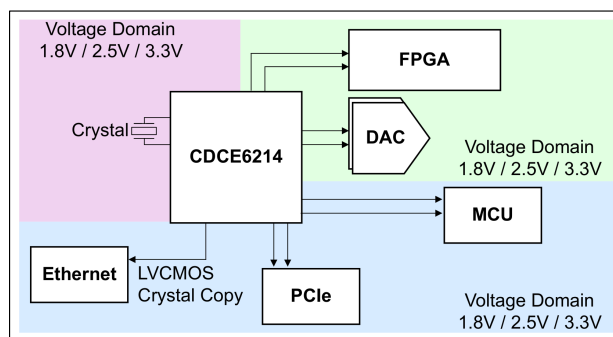 Voltage Domain
1.8V / 2.5V / 3.3V
FPGA
Crystal
CDCE6214
DAC
Voltage Domain
1.8V / 2.5V / 3.3V
MCU
Ethernet
LVCMOS
Crystal Copy
PCIe
Voltage Domain
1.8V / 2.5V / 3.3V